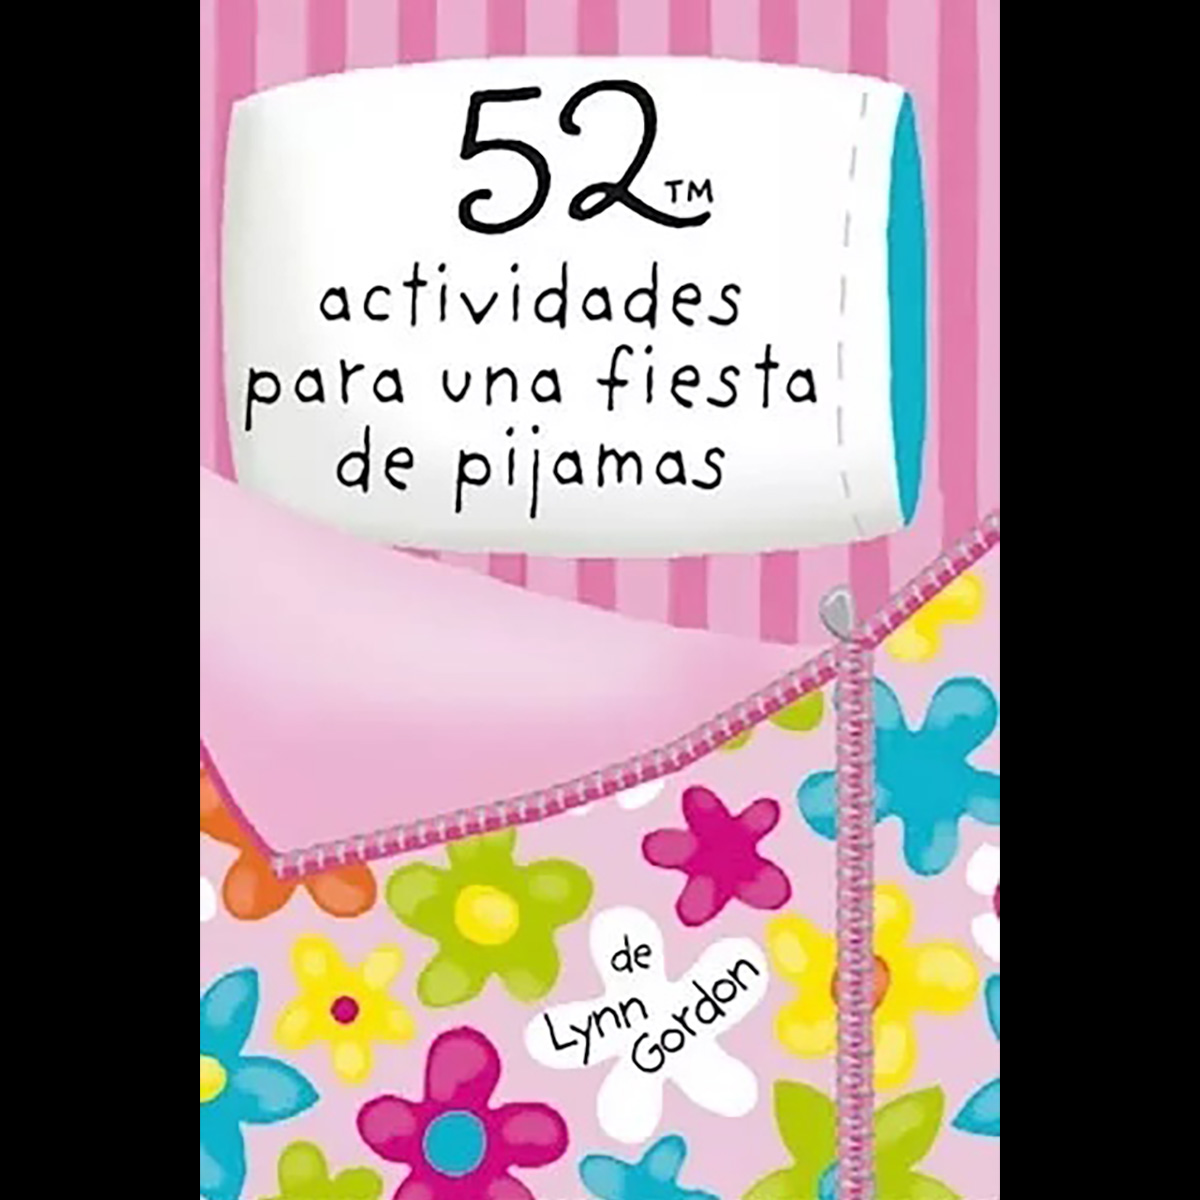 52™
actividades
para una fiesta
de pijamas
de
Lynn
Gordon